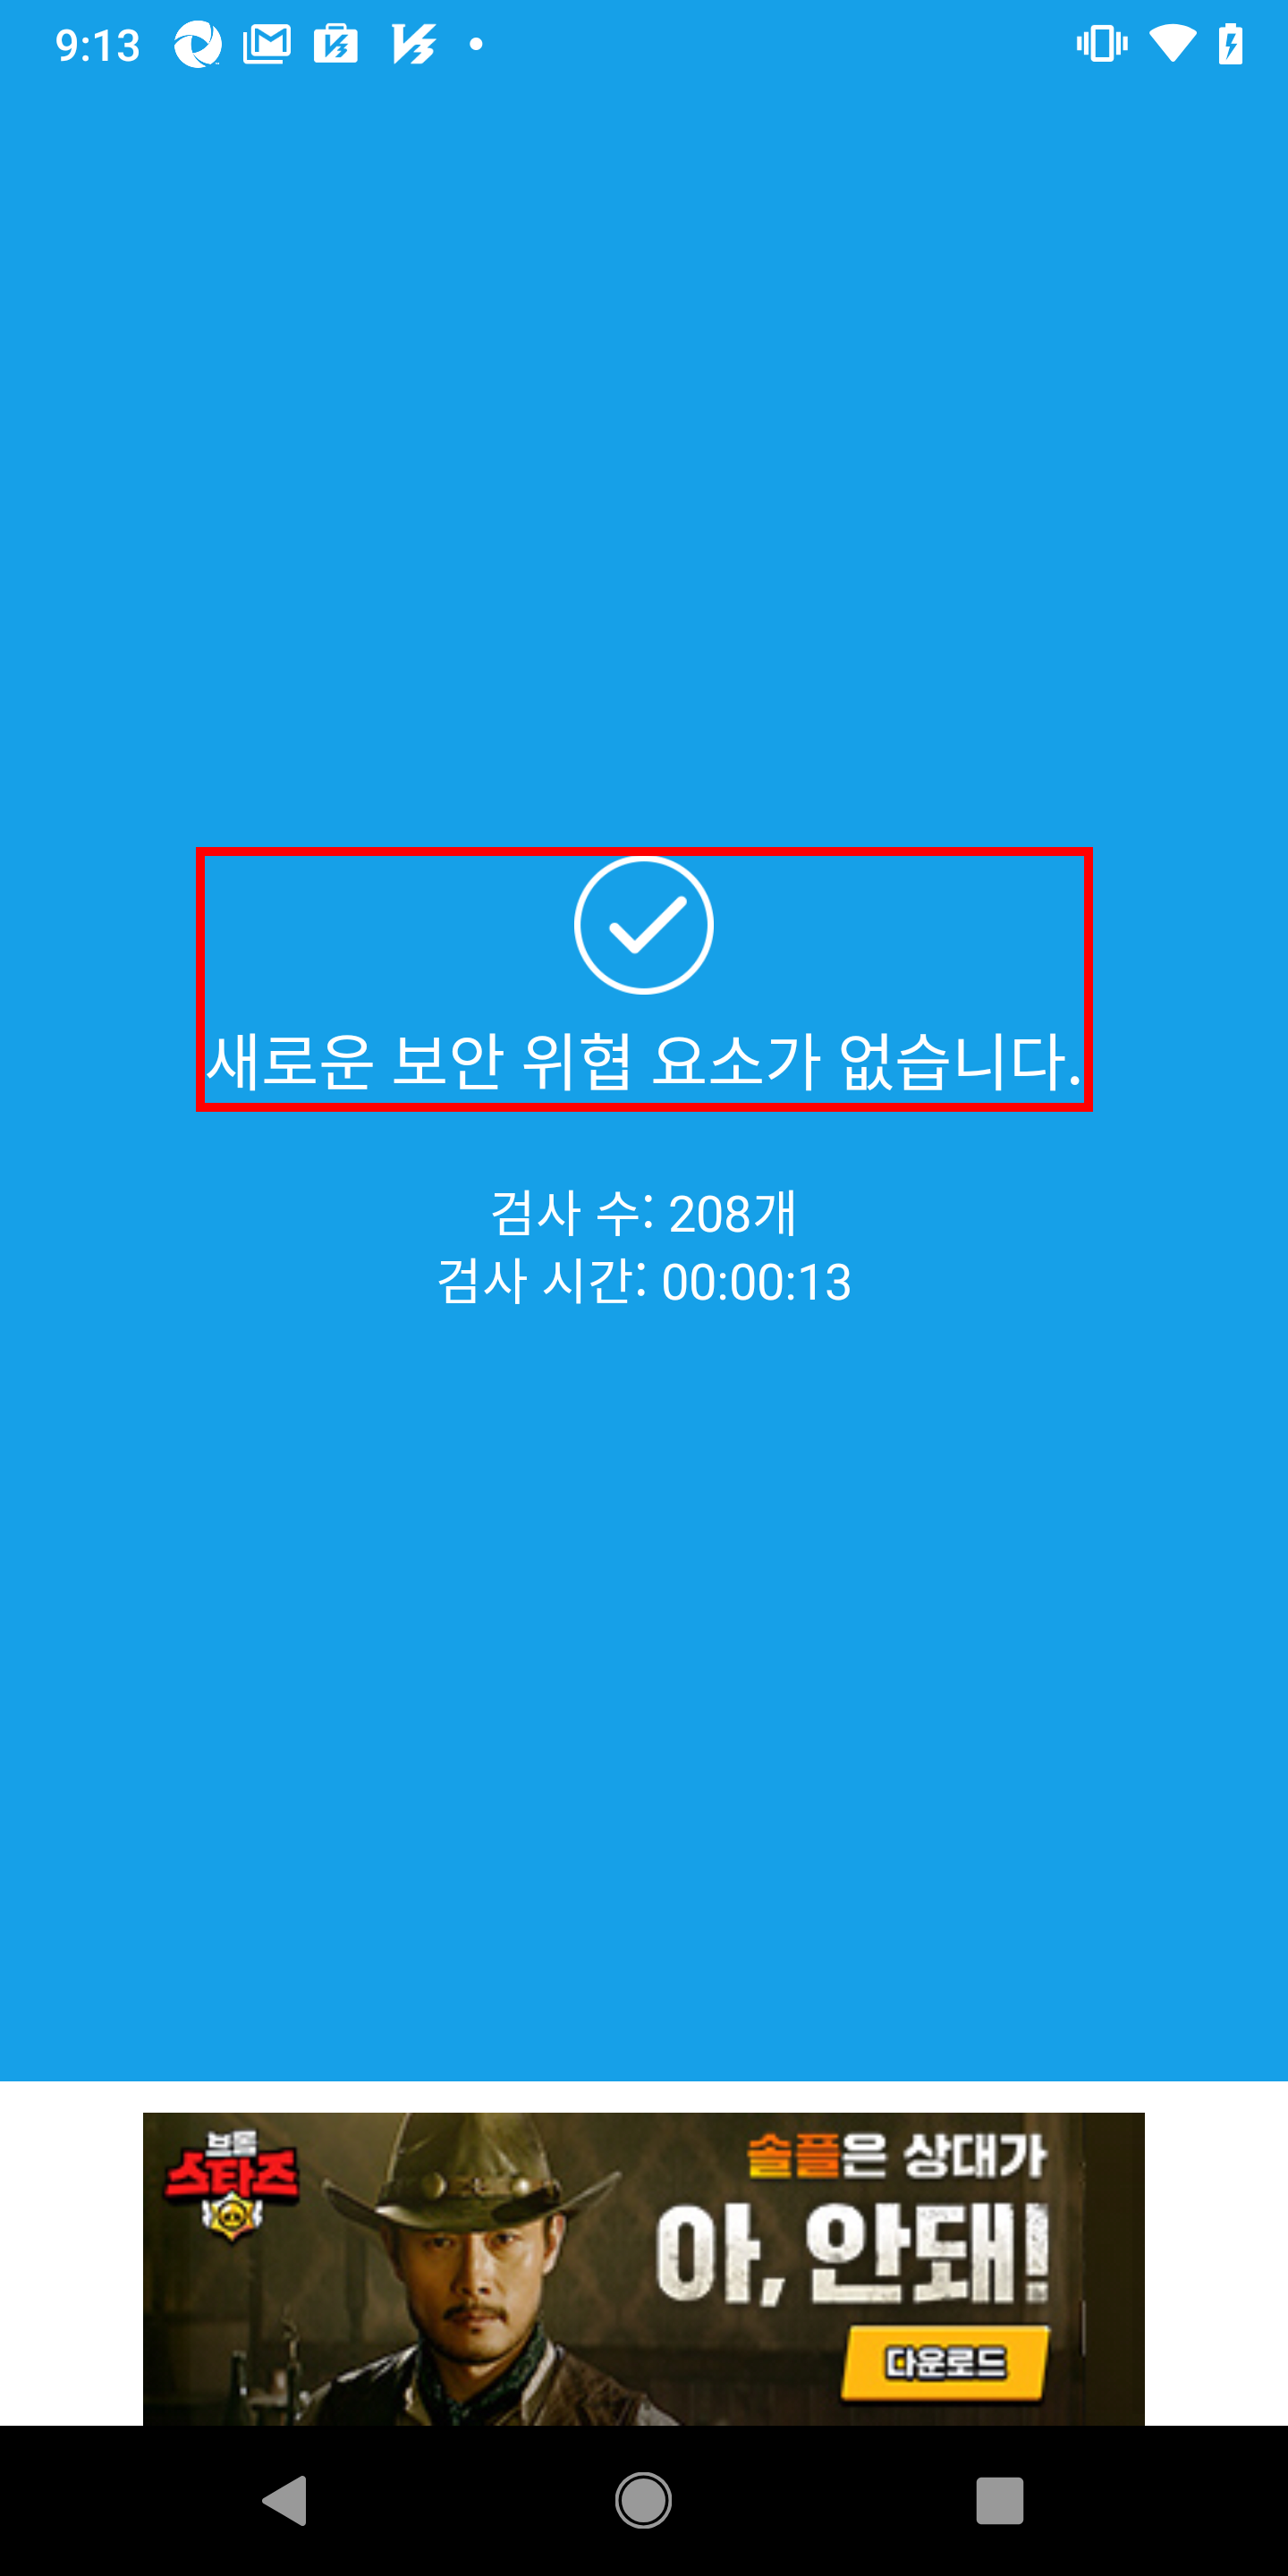 9:13
새로운 보안 위협 요소가 없습니다.
검사 수: 208개
검사 시간: 00:00:13
브롤
스타즈
솔플은 상대가
아, 안돼!
다운로드